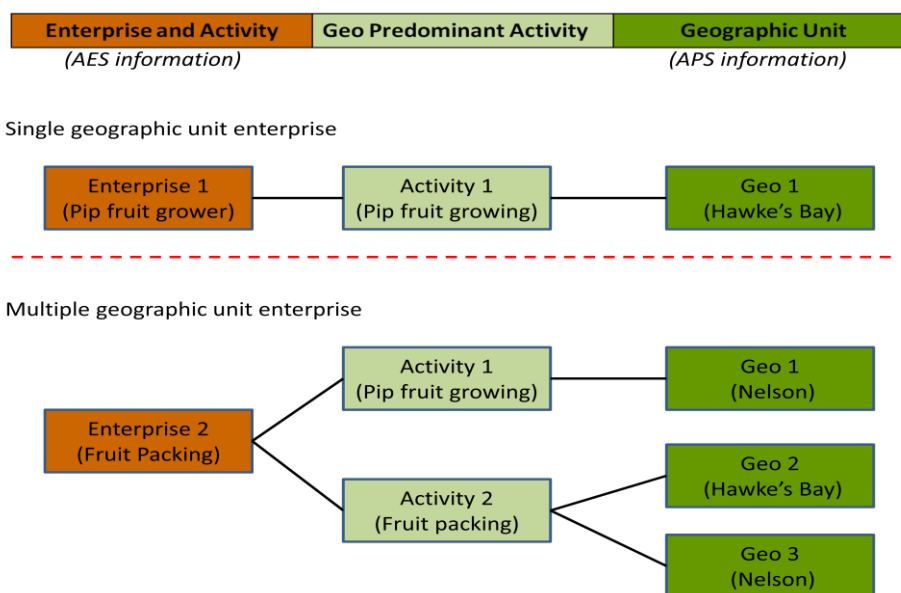 Enterprise and Activity Geo Predominant Activity Geographic Unit
(AES information) (APS information)
Single geographic unit enterprise
Enterprise 1
(Pip fruit grower)
Activity 1
(Pip fruit growing)
Geo 1
(Hawke's Bay)
Multiple geographic unit enterprise
Enterprise 2
(Fruit Packing)
Activity 1
(Pip fruit growing)
Geo 1
(Nelson)
Activity 2
(Fruit packing)
Geo 2
(Hawke's Bay)
Geo 3
(Nelson)